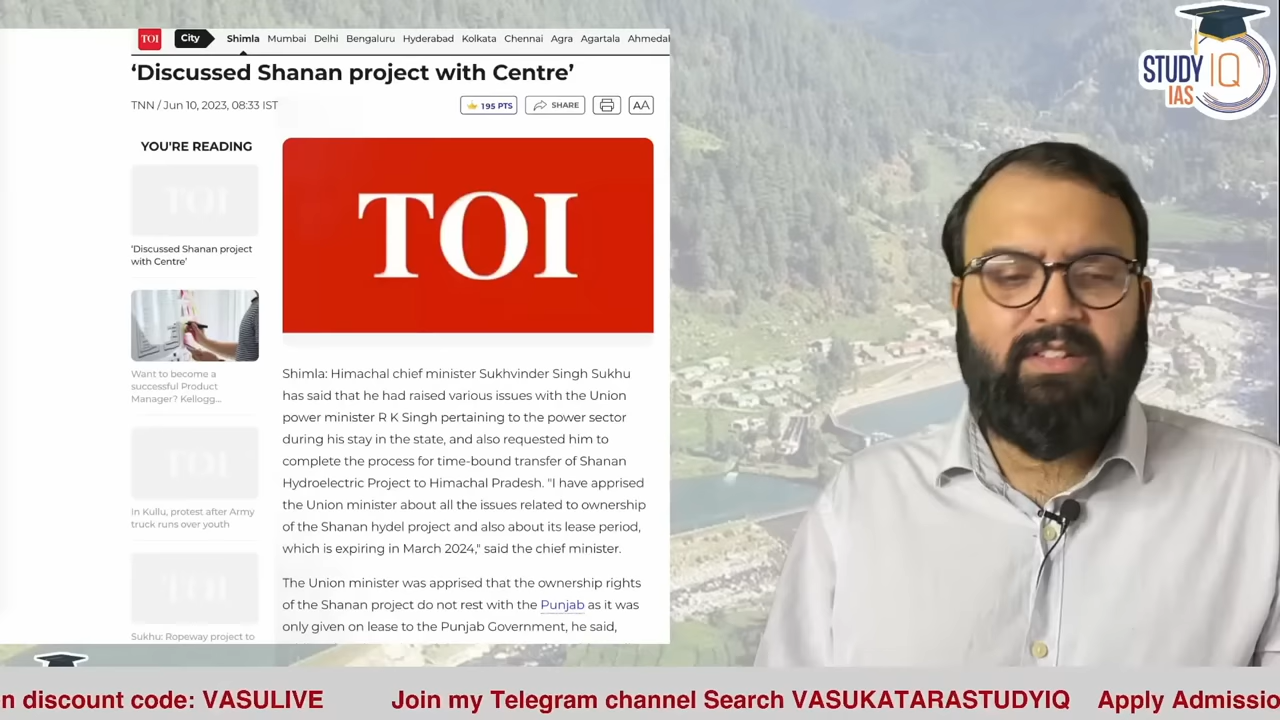 TOI City Shimla Mumbai Delhi Bengaluru Hyderabad Kolkata Chennai Agra Agartala
'Discussed Shanan project with Centre'
TNN / Jun 10, 2023, 08:33 IST
195 PTS SHARE AA
YOU'RE READING
TOI
'Discussed Shanan project
with Centre'
Want to become a
successful Product
Manager? Kellogg...
TOI
In Kullu, protest after Army
truck runs over youth
TOI
Sukhu: Ropeway project to
TOI
Shimla: Himachal chief minister Sukhvinder Singh Sukhu
has said that he had raised various issues with the Union
power minister R K Singh pertaining to the power sector
during his stay in the state, and also requested him to
complete the process for time-bound transfer of Shanan
Hydroelectric Project to Himachal Pradesh. "I have apprised
the Union minister about all the issues related to ownership
of the Shanan hydel project and also about its lease period,
which is expiring in March 2024," said the chief minister.
The Union minister was apprised that the ownership rights
of the Shanan project do not rest with the Punjab as it was
only given on lease to the Punjab Government, he said,
STUDY IQ
IAS
n discount code: VASULIVE Join my Telegram channel Search VASUKATARASTUDYIQ Apply Admissio